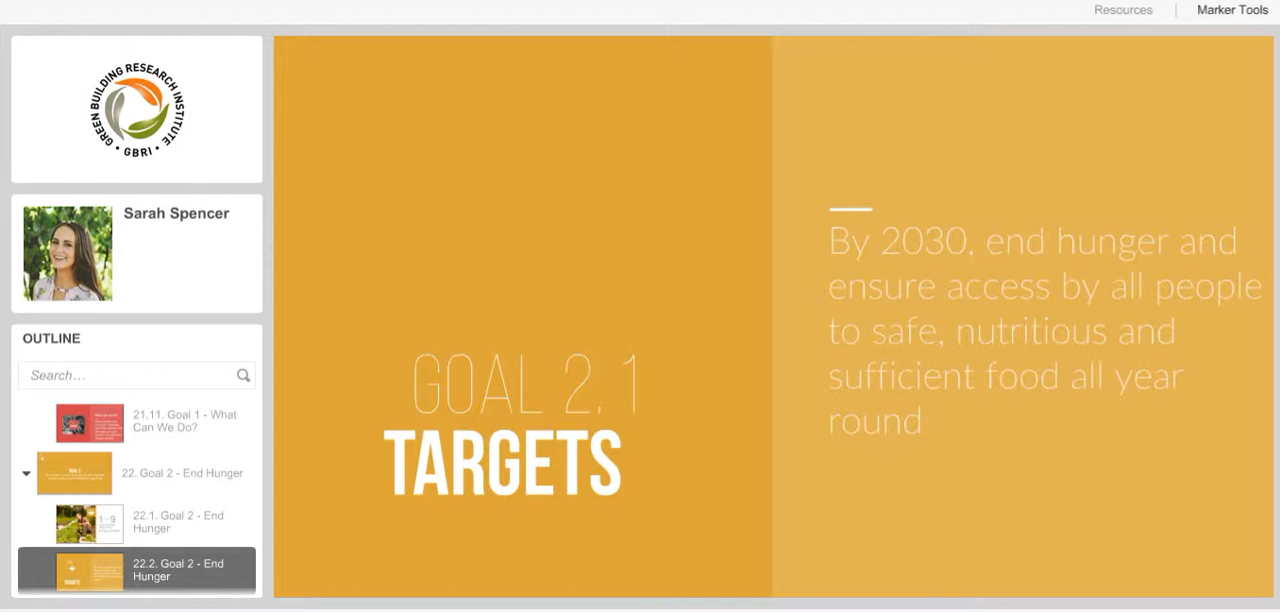 Resources | Marker Tools
GREEN BUILDING RESEARCH INSTITUTE
• GBRI •
Sarah Spencer
OUTLINE
Search...
21.11. Goal 1 - What
Can We Do?
22. Goal 2 - End Hunger
22.1. Goal 2 - End
Hunger
22.2. Goal 2 - End
Hunger
TARGETS
GOAL 2.1
TARGETS
By 2030, end hunger and
ensure access by all people
to safe, nutritious and
sufficient food all year
round